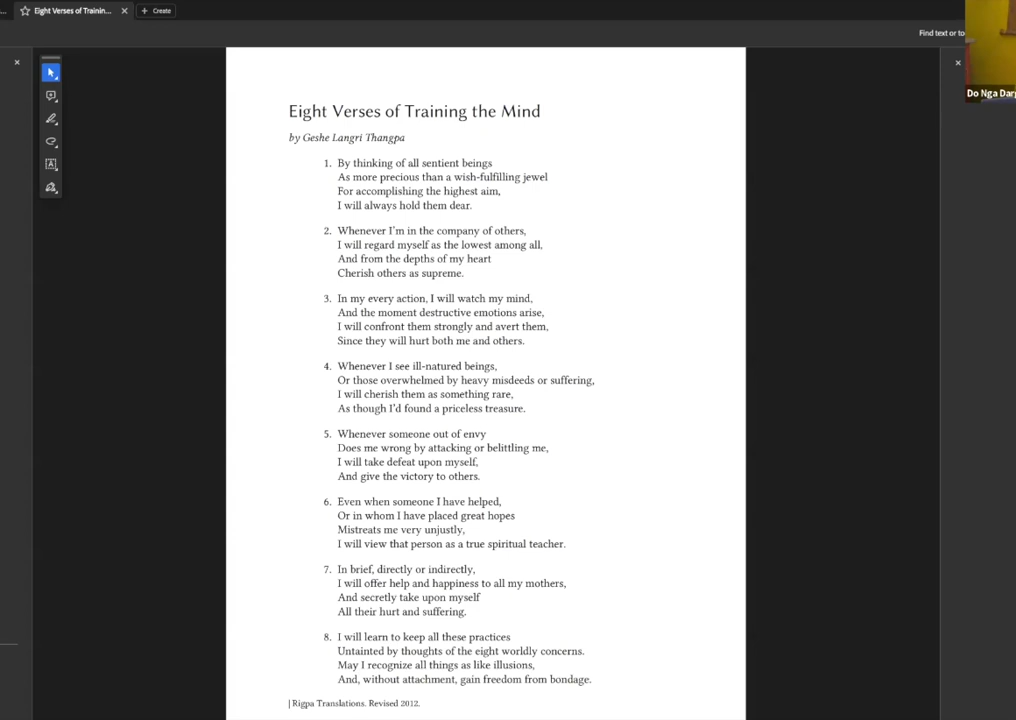 Eight Verses of Trainin...
Create
Find text or to
Do Nga Darg
Eight Verses of Training the Mind
by Geshe Langri Thangpa
1. By thinking of all sentient beings
As more precious than a wish-fulfilling jewel
For accomplishing the highest aim,
I will always hold them dear.
2. Whenever I'm in the company of others,
I will regard myself as the lowest among all,
And from the depths of my heart
Cherish others as supreme.
3. In my every action, I will watch my mind,
And the moment destructive emotions arise,
I will confront them strongly and avert them,
Since they will hurt both me and others.
4. Whenever I see ill-natured beings,
Or those overwhelmed by heavy misdeeds or suffering,
I will cherish them as something rare,
As though I'd found a priceless treasure.
5. Whenever someone out of envy
Does me wrong by attacking or belittling me,
I will take defeat upon myself,
And give the victory to others.
6. Even when someone I have helped,
Or in whom I have placed great hopes
Mistreats me very unjustly,
I will view that person as a true spiritual teacher.
7. In brief, directly or indirectly,
I will offer help and happiness to all my mothers,
And secretly take upon myself
All their hurt and suffering.
8. I will learn to keep all these practices
Untainted by thoughts of the eight worldly concerns.
May I recognize all things as like illusions,
And, without attachment, gain freedom from bondage.
| Rigpa Translations. Revised 2012.